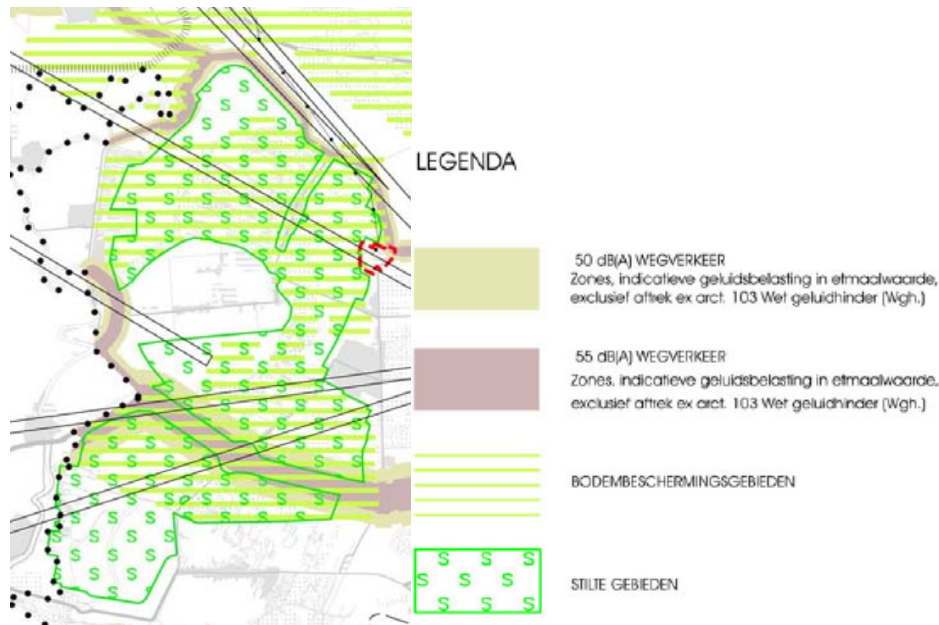 LEGENDA
50 dB(A) WEGVERKEER
Zones, indicatieve geluidsbelasting in etmaalwaarde,
exclusief aftrek ex arct. 103 Wet geluidhinder (Wgh.)
55 dB(A) WEGVERKEER
Zones, indicatieve geluidsbelasting in etmaalwaarde,
exclusief aftrek ex arct. 103 Wet geluidhinder (Wgh.)
BODEMBESCHERMINGSGEBIEDEN
S S S
S S S
S S S
STILTE GEBIEDEN